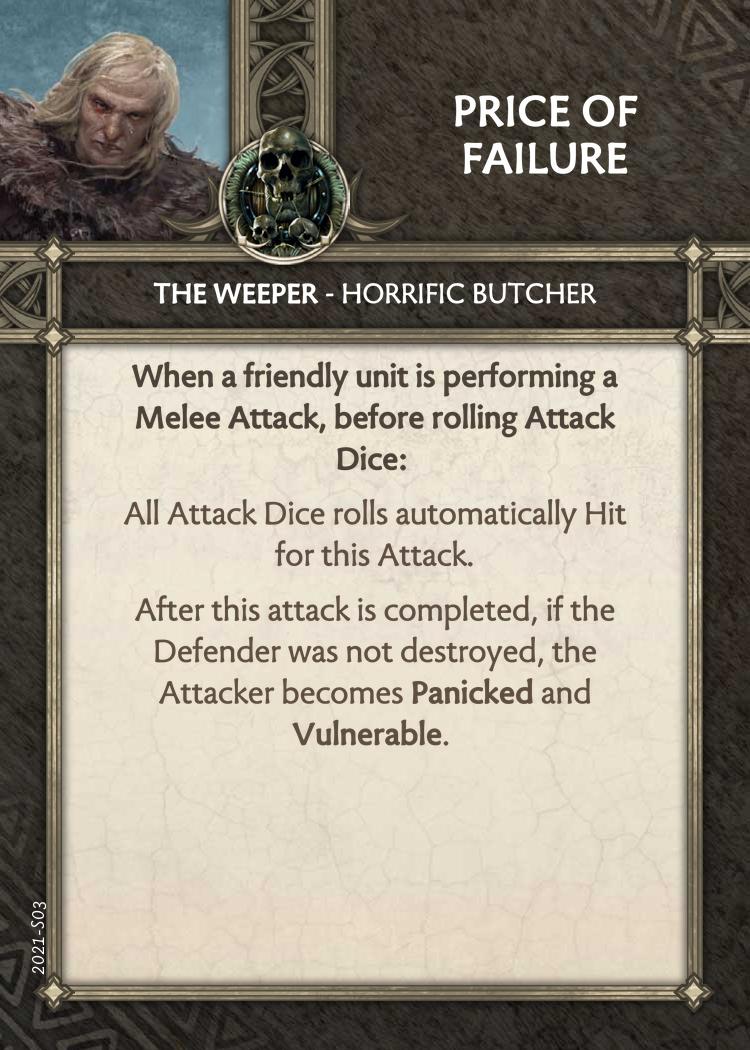 PRICE OF
FAILURE
THE WEEPER - HORRIFIC BUTCHER
When a friendly unit is performing a
Melee Attack, before rolling Attack
Dice:
All Attack Dice rolls automatically Hit
for this Attack.
After this attack is completed, if the
Defender was not destroyed, the
Attacker becomes Panicked and
Vulnerable.
2021-S03